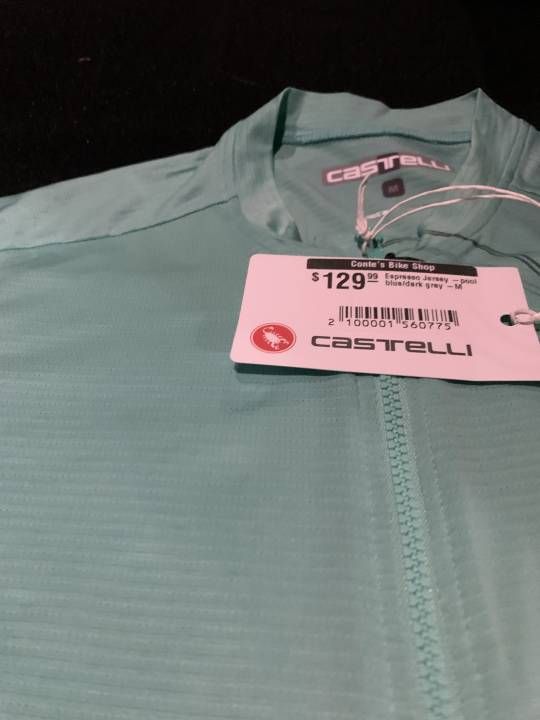 CASTELLI
M
Conte's Bike Shop
$129.99 Espresso Jersey — pool
blue/dark grey — M
2 100001 560775
CASTELLI